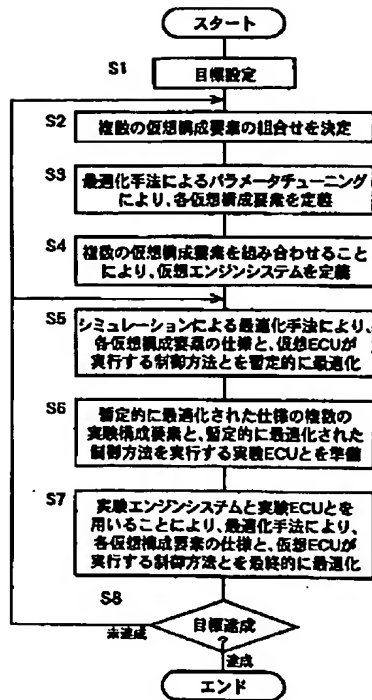 スタート
S1
目標設定
S2
複数の仮想構成要素の組合せを決定
S3
最適化手法によるパラメータチューニング
により、各仮想構成要素を定義
S4
複数の仮想構成要素を組み合わせること
により、仮想エンジンシステムを定義
S5
シミュレーションによる最適化手法により、
各仮想構成要素の仕様と、仮想ECUが
実行する制御方法とを暫定的に最適化
S6
暫定的に最適化された仕様の複数の
実験構成要素と、暫定的に最適化された
制御方法を実行する実験ECUとを準備
S7
実験エンジンシステムと実験ECUとを
用いることにより、最適化手法により、
各仮想構成要素の仕様と、仮想ECUが
実行する制御方法とを最終的に最適化
S8
目標達成
?
未達成
達成
エンド